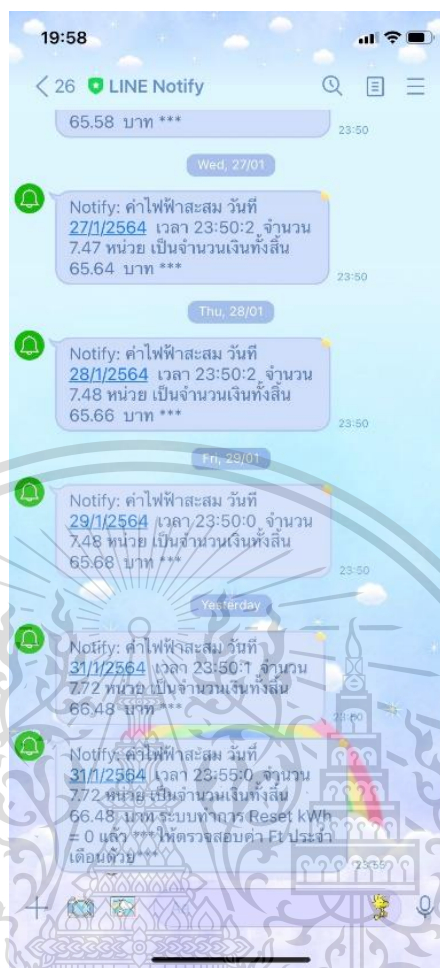 19:58
26 LINE Notify
65.58 บาท ***
23:50
Wed, 27/01
Notify: ค่าไฟฟ้าสะสม วันที่
27/1/2564 เวลา 23:50:2 จำนวน
7.47 หน่วย เป็นจำนวนเงินทั้งสิ้น
65.64 บาท ***
23:50
Thu, 28/01
Notify: ค่าไฟฟ้าสะสม วันที่
28/1/2564 เวลา 23:50:2 จำนวน
7.48 หน่วย เป็นจำนวนเงินทั้งสิ้น
65.66 บาท ***
23:50
Fri, 29/01
Notify: ค่าไฟฟ้าสะสม วันที่
29/1/2564 เวลา 23:50:0 จำนวน
7.48 หน่วย เป็นจำนวนเงินทั้งสิ้น
65.68 บาท ***
23:50
Yesterday
Notify: ค่าไฟฟ้าสะสม วันที่
31/1/2564 เวลา 23:50:1 จำนวน
7.72 หน่วย เป็นจำนวนเงินทั้งสิ้น
66.48 บาท ***
23:50
Notify: ค่าไฟฟ้าสะสม วันที่
31/1/2564 เวลา 23:55:0 จำนวน
7.72 หน่วย เป็นจำนวนเงินทั้งสิ้น
66.48 บาท ระบบทำการ Reset kWh
= 0 แล้ว *** ให้ตรวจสอบค่า Ft ประจำ
เดือนด้วย***
23:55